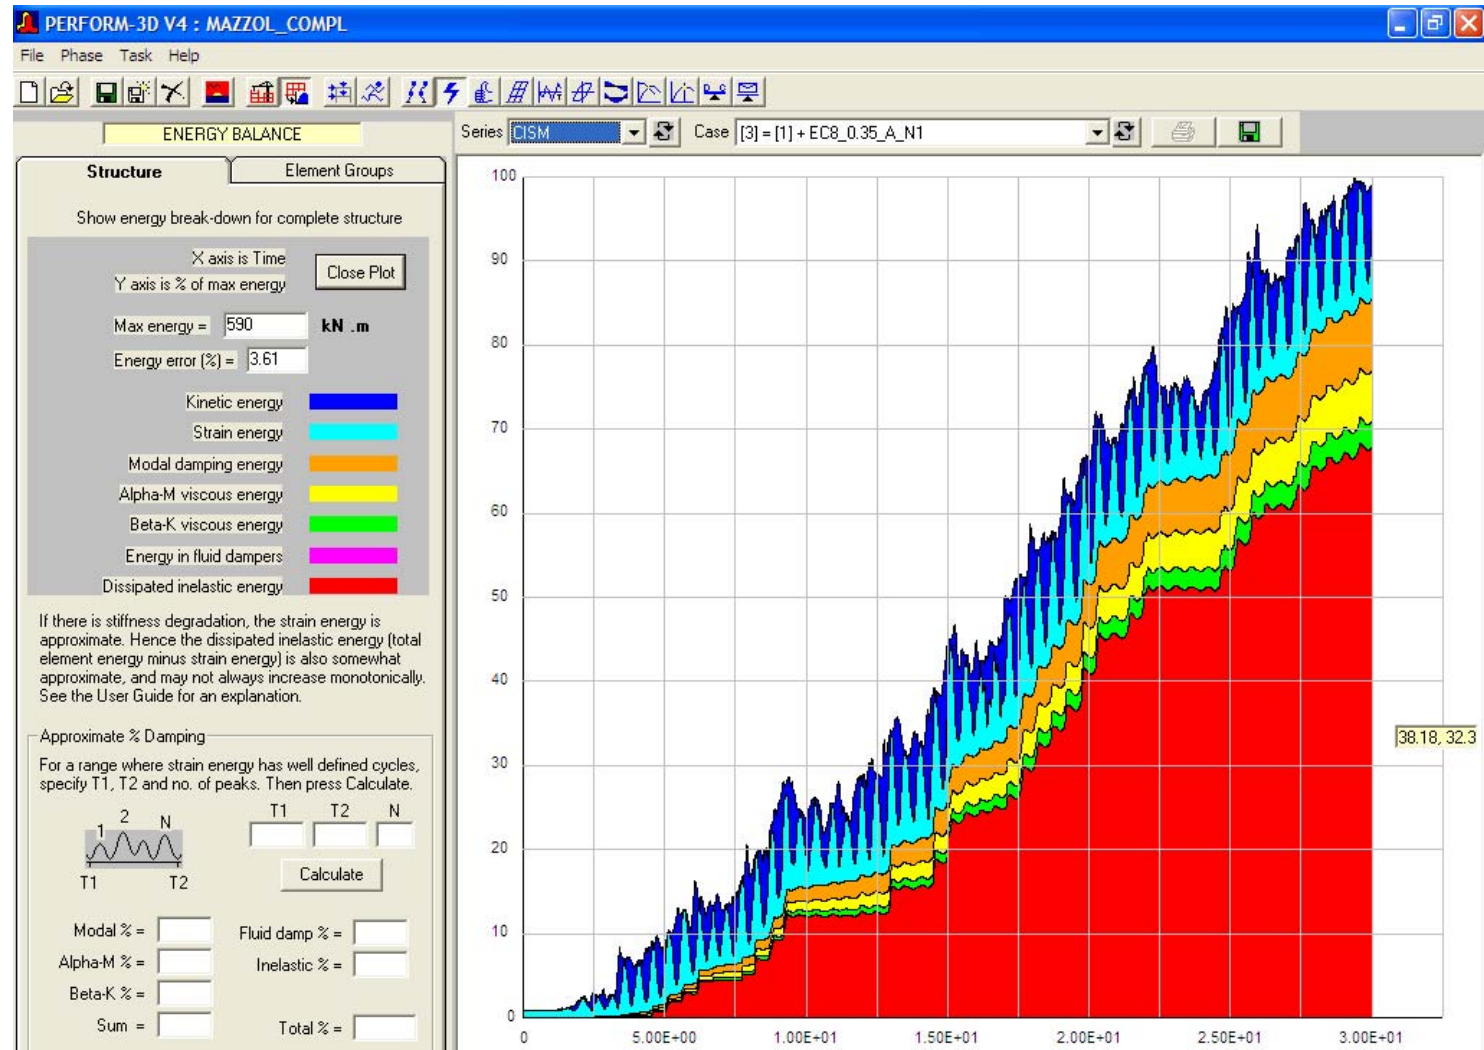 PERFORM-3D V4 : MAZZOL_COMPL
File Phase Task Help
ENERGY BALANCE
Series CISM Case [3] = [1] + EC8_0.35_A_N1
Structure Element Groups
Show energy break-down for complete structure
X axis is Time
Y axis is % of max energy
Close Plot
Max energy = 590 kN .m
Energy error (%) = 3.61
Kinetic energy
Strain energy
Modal damping energy
Alpha-M viscous energy
Beta-K viscous energy
Energy in fluid dampers
Dissipated inelastic energy
If there is stiffness degradation, the strain energy is
approximate. Hence the dissipated inelastic energy (total
element energy minus strain energy) is also somewhat
approximate, and may not always increase monotonically.
See the User Guide for an explanation.
Approximate % Damping
For a range where strain energy has well defined cycles,
specify T1, T2 and no. of peaks. Then press Calculate.
1 2 N
T1 T2
T1 T2 N
Calculate
Modal % =
Fluid damp % =
Alpha-M % =
Inelastic % =
Beta-K % =
Sum =
Total % =
100
90
80
70
60
50
40
30
20
10
0
0 5.00E+00 1.00E+01 1.50E+01 2.00E+01 2.50E+01 3.00E+01
38.18, 32.3